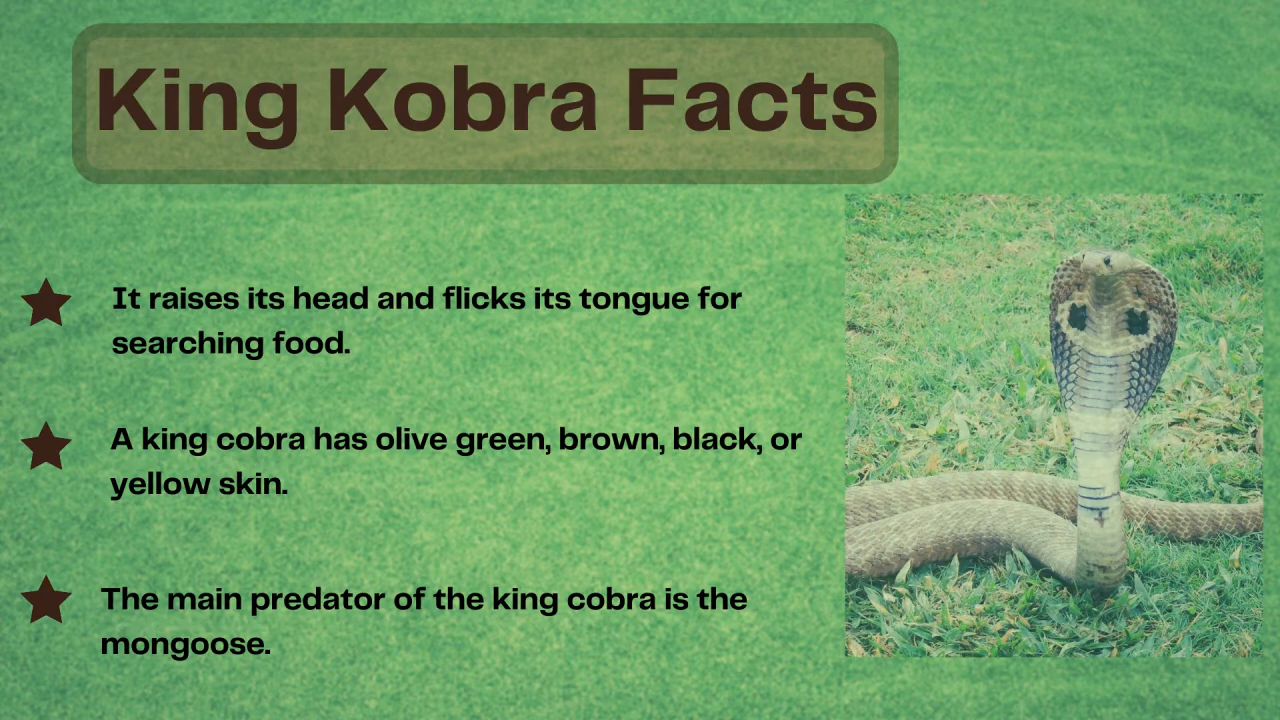 King Kobra Facts
It raises its head and flicks its tongue for
searching food.
A king cobra has olive green, brown, black, or
yellow skin.
The main predator of the king cobra is the
mongoose.